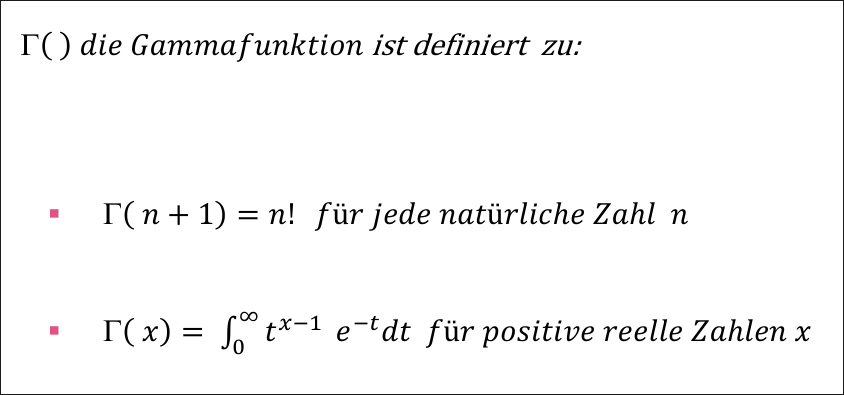 Γ( ) die Gammafunktion ist definiert zu:
▪ Γ( n + 1) = n! für jede natürliche Zahl n
▪ Γ( x) = ∫₀^∞ t^{x−1} e^{−t}dt für positive reelle Zahlen x